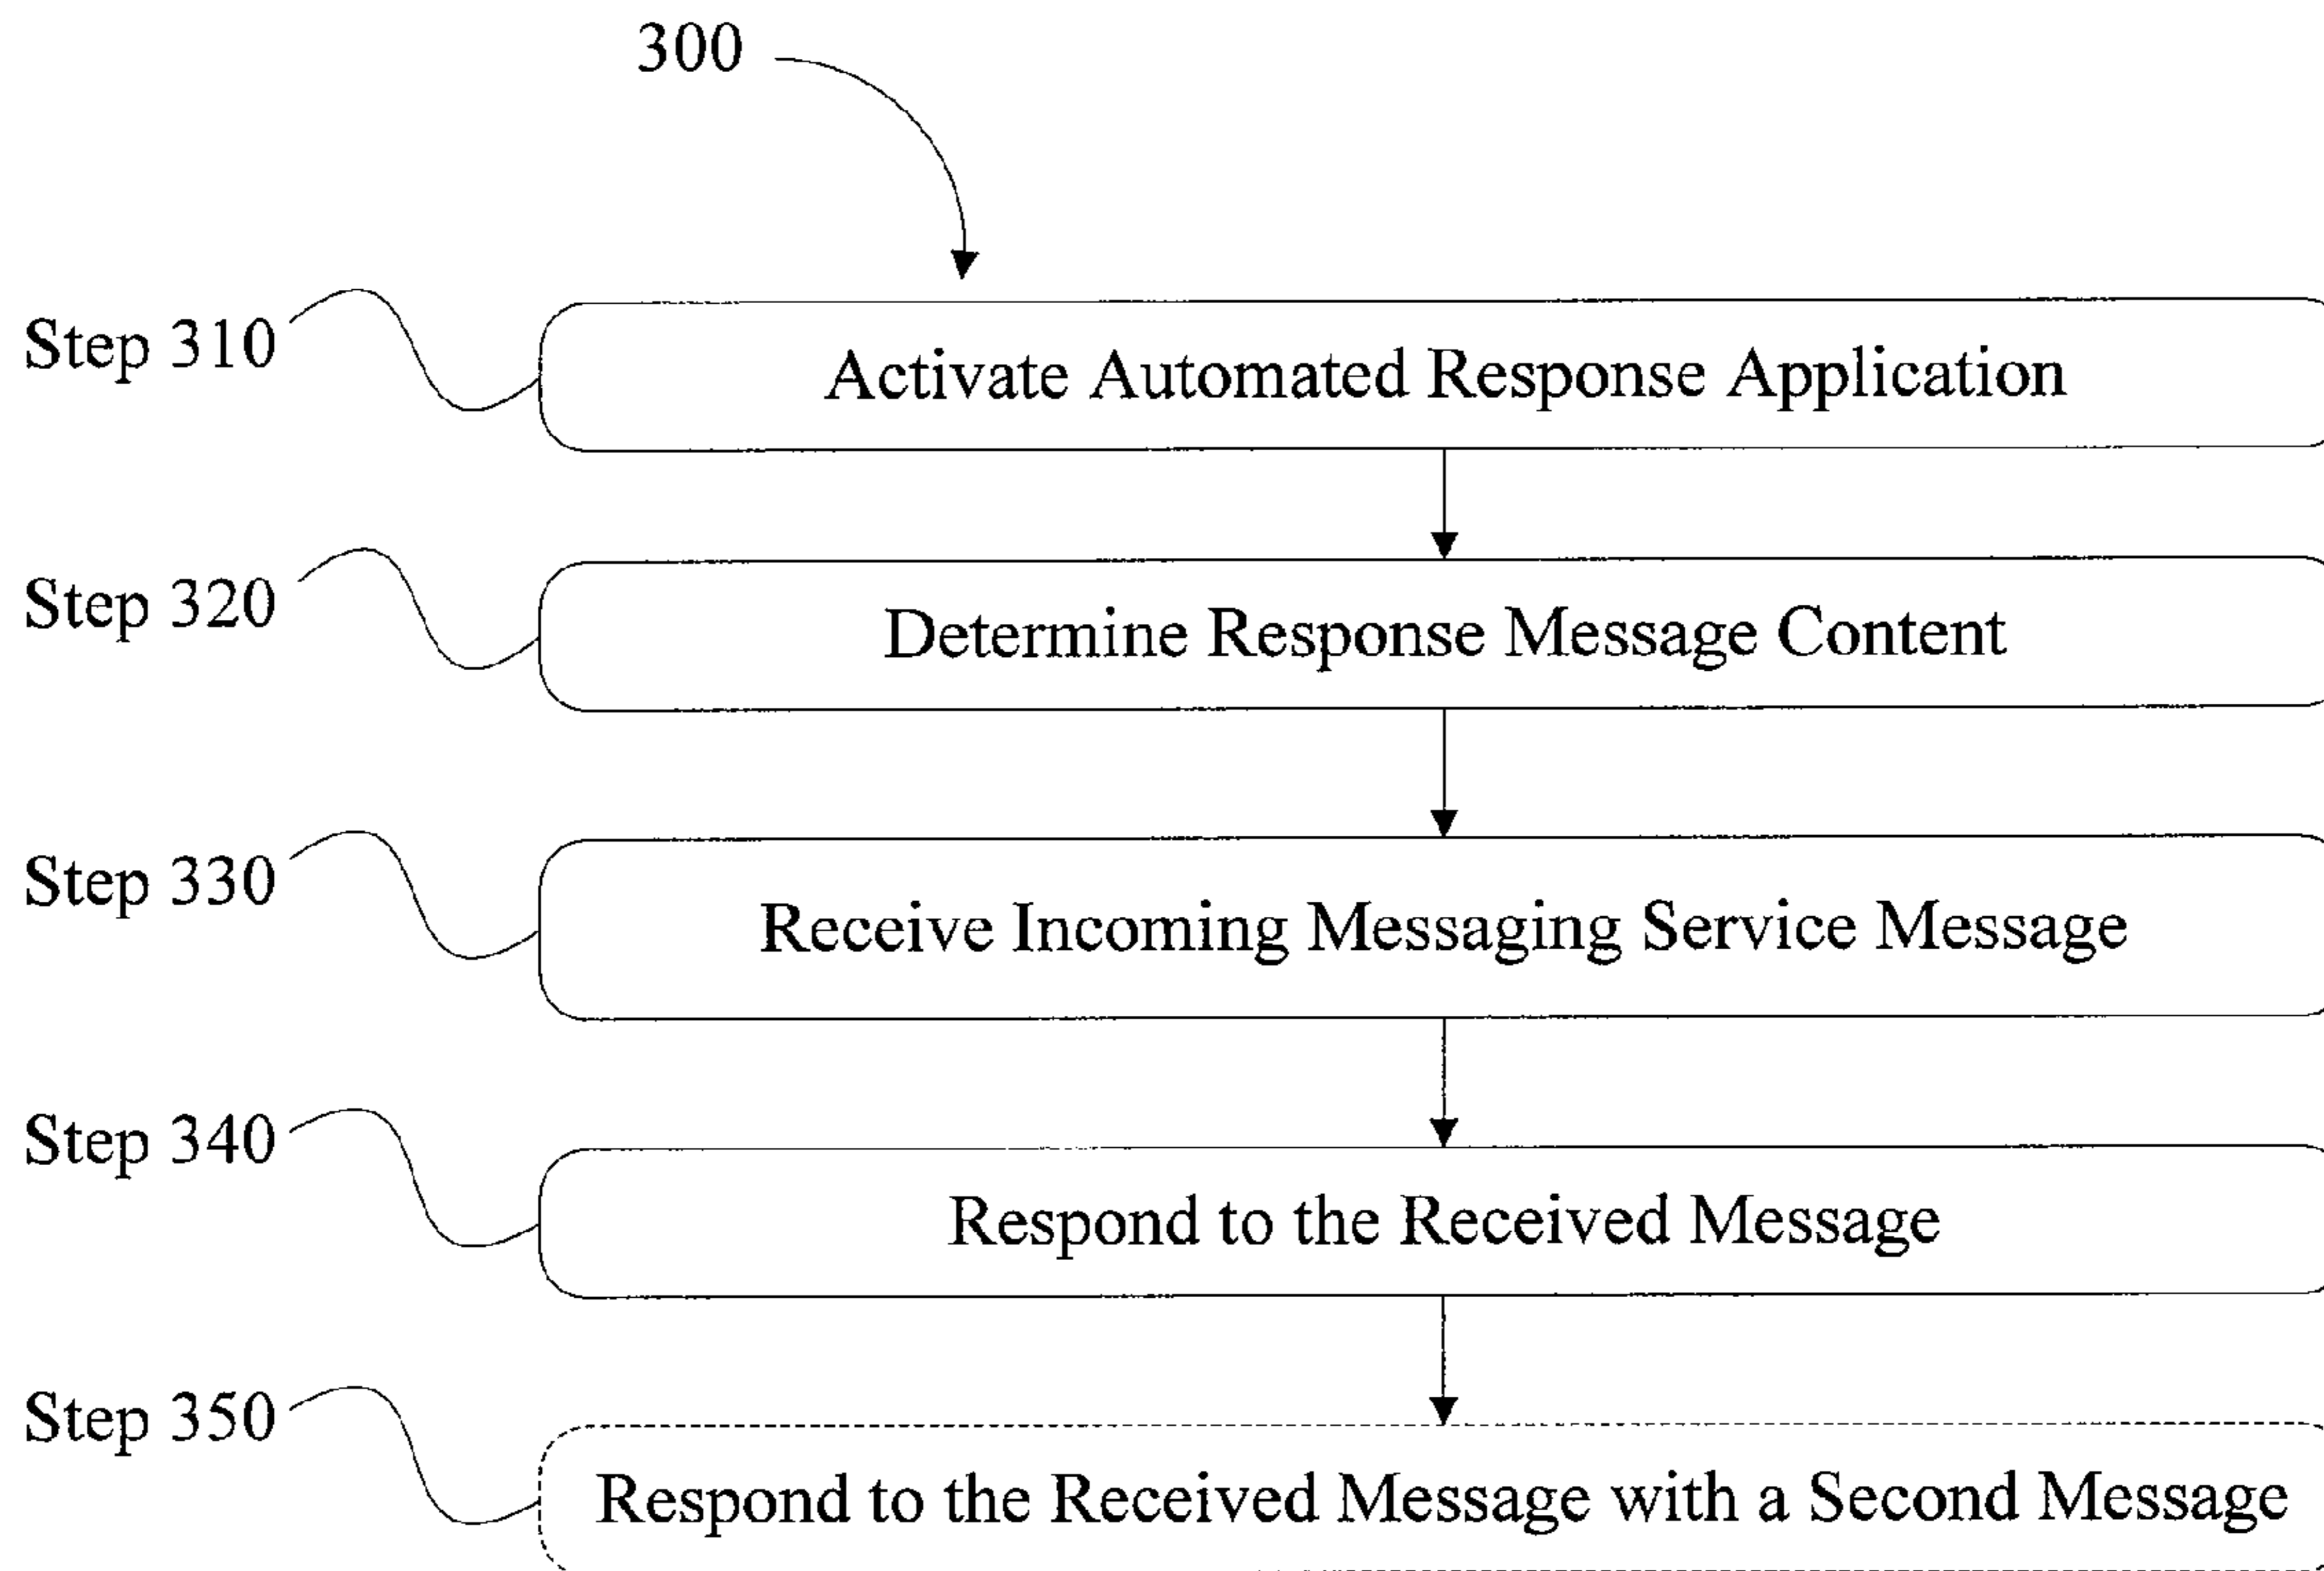 300
Step 310
Activate Automated Response Application
Step 320
Determine Response Message Content
Step 330
Receive Incoming Messaging Service Message
Step 340
Respond to the Received Message
Step 350
Respond to the Received Message with a Second Message